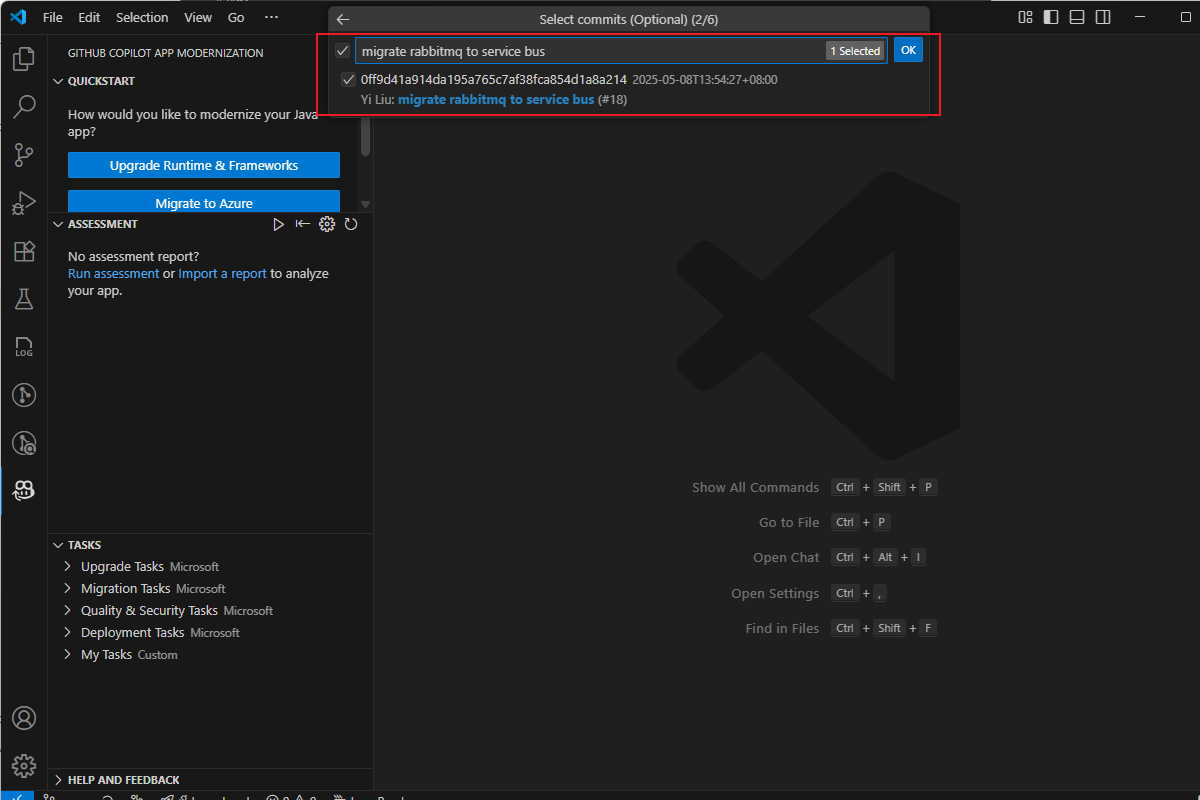 File Edit Selection View Go ···
Select commits (Optional) (2/6)
migrate rabbitmq to service bus 1 Selected OK
0ff9d41a914da195a765c7af38fca854d1a8a214 2025-05-08T13:54:27+08:00
Yi Liu: migrate rabbitmq to service bus (#18)
GITHUB COPILOT APP MODERNIZATION
QUICKSTART
How would you like to modernize your Java
app?
Upgrade Runtime & Frameworks
Migrate to Azure
ASSESSMENT
No assessment report?
Run assessment or Import a report to analyze
your app.
LOG
Show All Commands Ctrl + Shift + P
Go to File Ctrl + P
Open Chat Ctrl + Alt + I
Open Settings Ctrl + ,
Find in Files Ctrl + Shift + F
TASKS
Upgrade Tasks Microsoft
Migration Tasks Microsoft
Quality & Security Tasks Microsoft
Deployment Tasks Microsoft
My Tasks Custom
HELP AND FEEDBACK